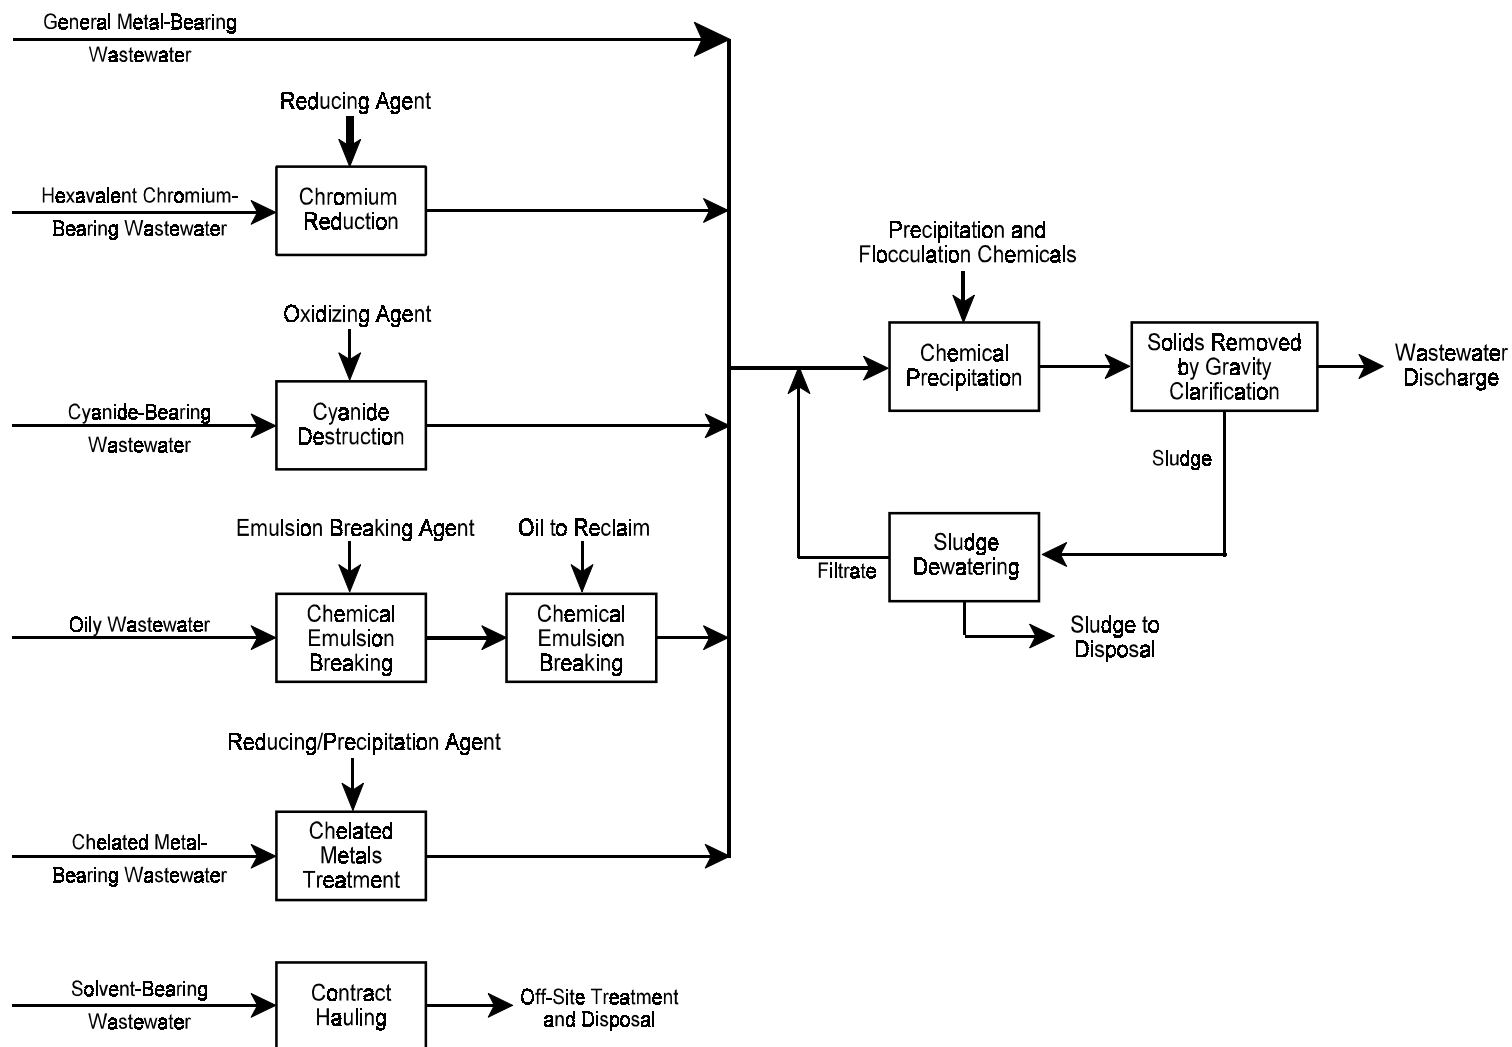 General Metal-Bearing
Wastewater
Reducing Agent
Hexavalent Chromium-
Bearing Wastewater
Chromium
Reduction
Precipitation and
Flocculation Chemicals
Oxidizing Agent
Chemical
Precipitation
Solids Removed
by Gravity
Clarification
Wastewater
Discharge
Cyanide-Bearing
Wastewater
Cyanide
Destruction
Sludge
Emulsion Breaking Agent
Oil to Reclaim
Sludge
Dewatering
Filtrate
Oily Wastewater
Chemical
Emulsion
Breaking
Chemical
Emulsion
Breaking
Sludge to
Disposal
Reducing/Precipitation Agent
Chelated Metal-
Bearing Wastewater
Chelated
Metals
Treatment
Solvent-Bearing
Wastewater
Contract
Hauling
Off-Site Treatment
and Disposal